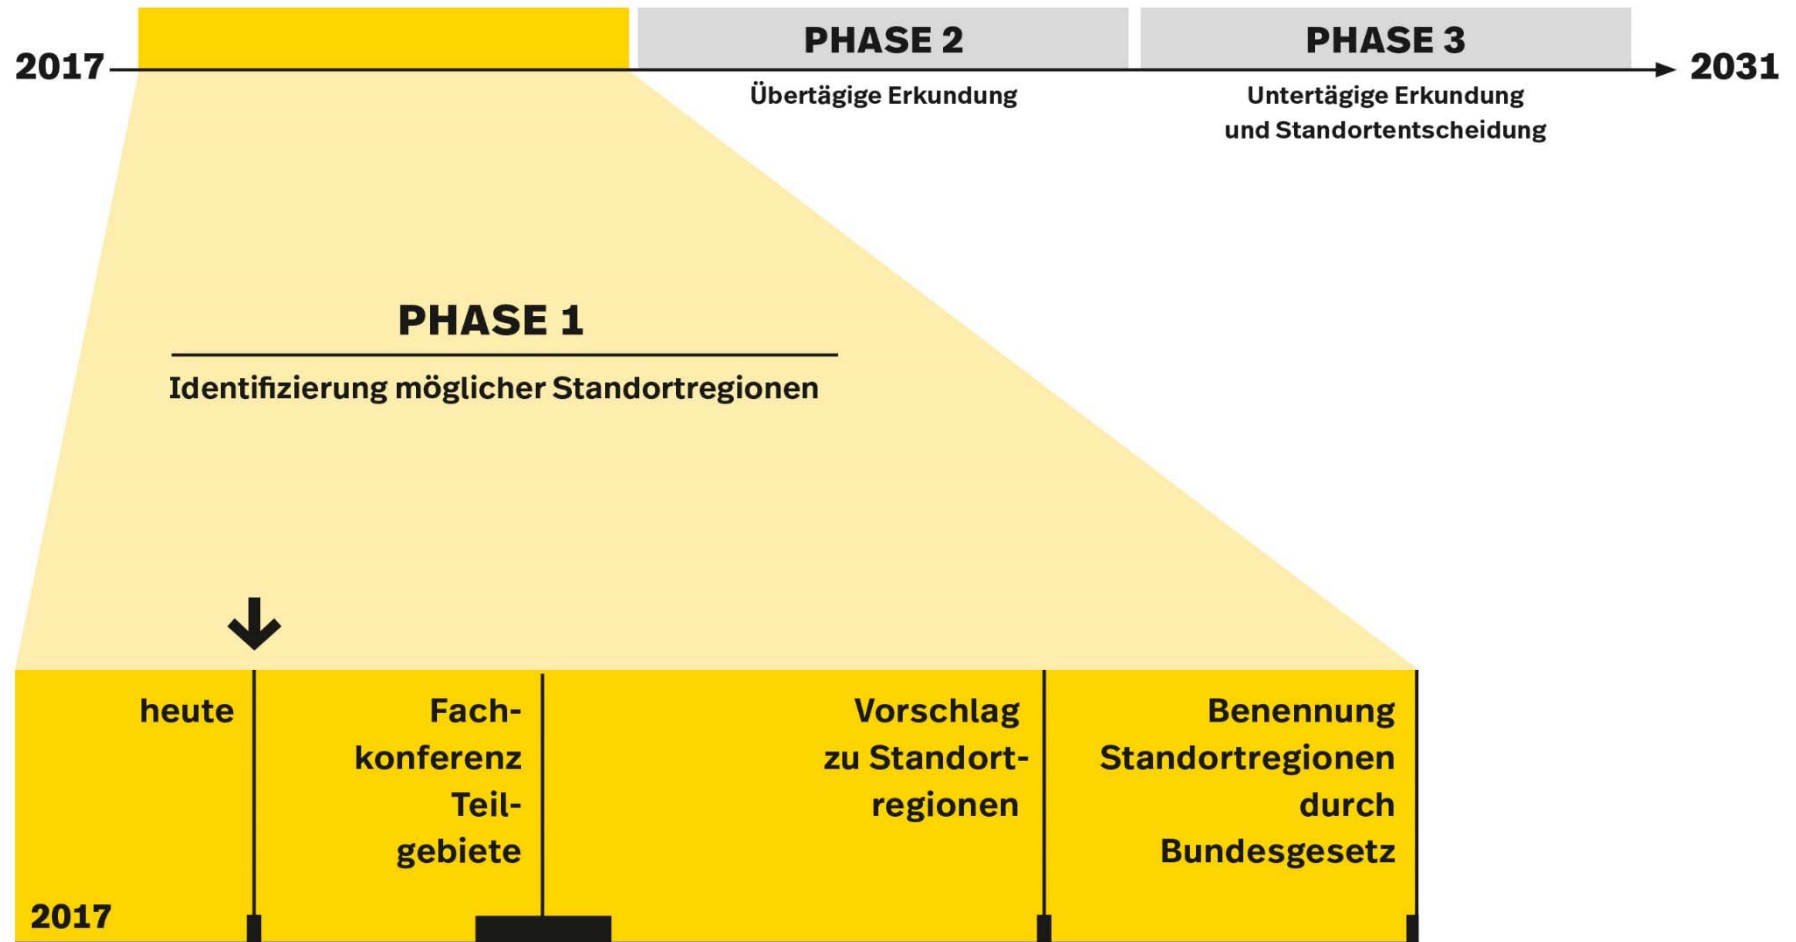 2017
PHASE 2
PHASE 3
2031
Übertägige Erkundung
Untertägige Erkundung
und Standortentscheidung
PHASE 1
Identifizierung möglicher Standortregionen
heute
Fach-
konferenz
Teil-
gebiete
Vorschlag
zu Standort-
regionen
Benennung
Standortregionen
durch
Bundesgesetz
2017